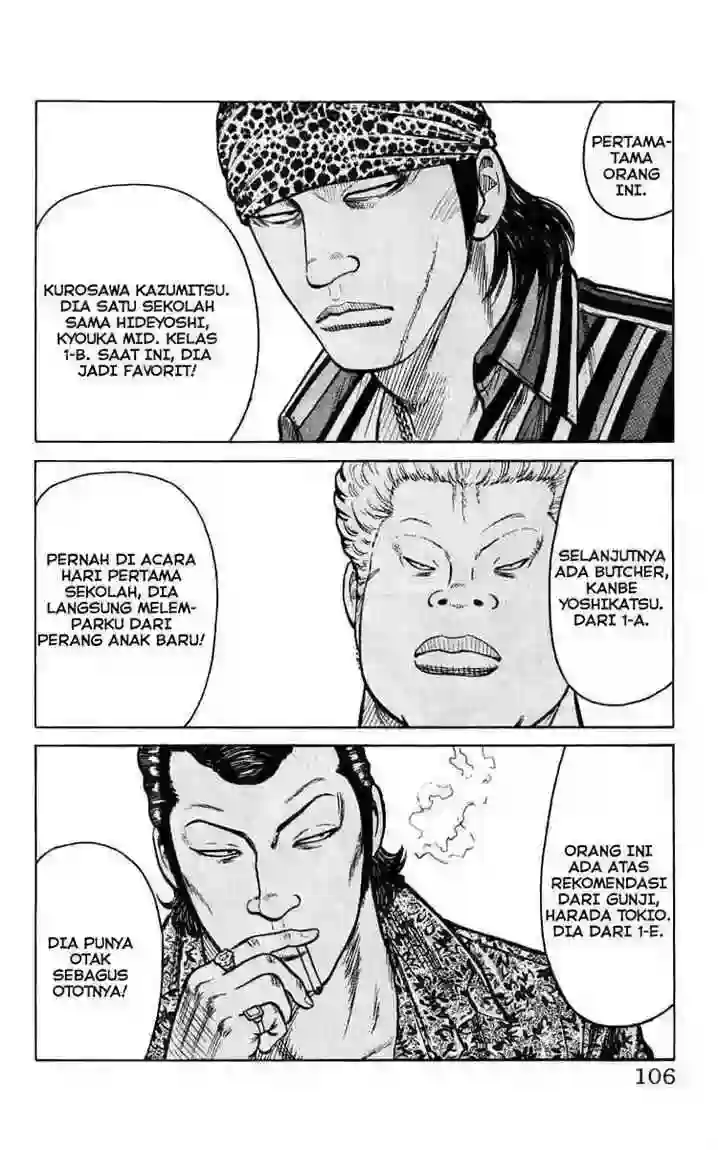 PERTAMA-
TAMA
ORANG
INI.
KUROSAWA KAZUMITSU.
DIA SATU SEKOLAH
SAMA HIDEYOSHI,
KYOUKA MID. KELAS
1-B. SAAT INI, DIA
JADI FAVORIT!
SELANJUTNYA
ADA BUTCHER,
KANBE
YOSHIKATSU.
DARI 1-A.
PERNAH DI ACARA
HARI PERTAMA
SEKOLAH, DIA
LANGSUNG MELEM-
PARKU DARI
PERANG ANAK BARU!
ORANG INI
ADA ATAS
REKOMENDASI
DARI GUNJI,
HARADA TOKIO.
DIA DARI 1-E.
DIA PUNYA
OTAK
SEBAGUS
OTOTNYA!
106